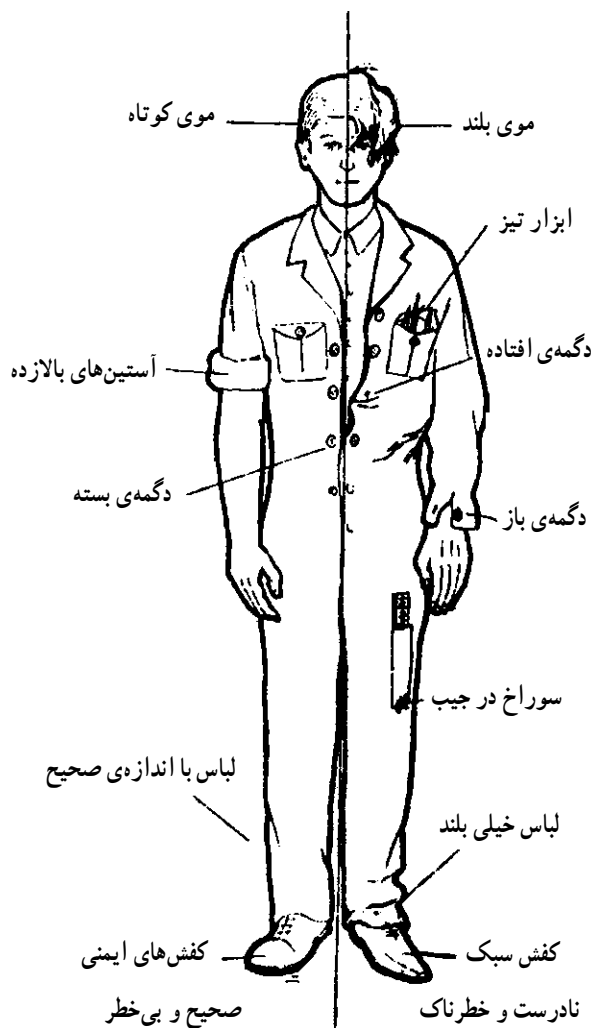 موی بلند
موی کوتاه
ابزار تیز
دگمه‌ی افتاده
آستین‌های بالازده
دگمه‌ی بسته
دگمه‌ی باز
سوراخ در جیب
لباس با اندازه‌ی صحیح
لباس خیلی بلند
کفش سبک
کفش‌های ایمنی
نادرست و خطرناک
صحیح و بی‌خطر